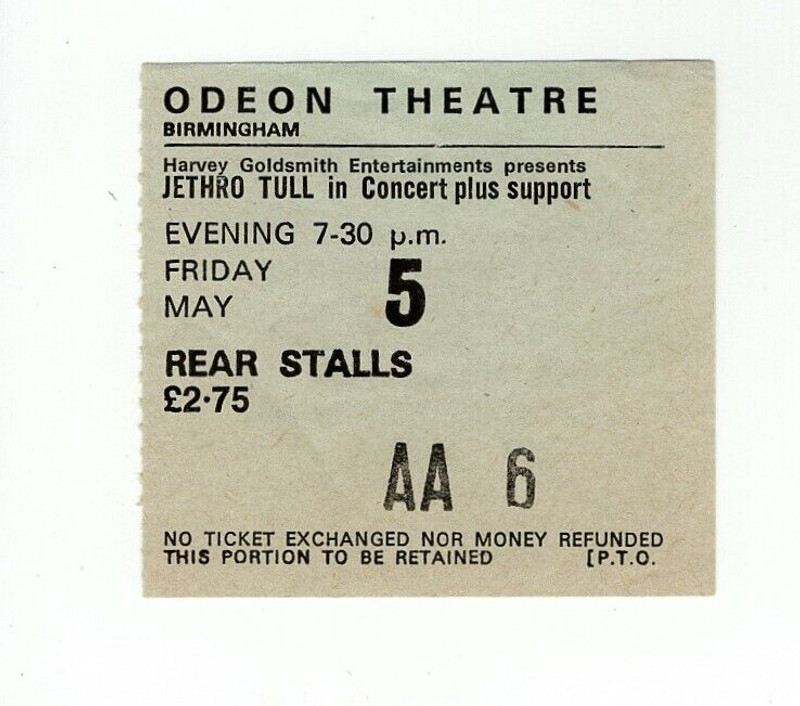 ODEON THEATRE
BIRMINGHAM
Harvey Goldsmith Entertainments presents
JETHRO TULL in Concert plus support
EVENING 7-30 p.m.
FRIDAY
MAY 5
REAR STALLS
£2·75
AA 6
NO TICKET EXCHANGED NOR MONEY REFUNDED
THIS PORTION TO BE RETAINED [P.T.O.